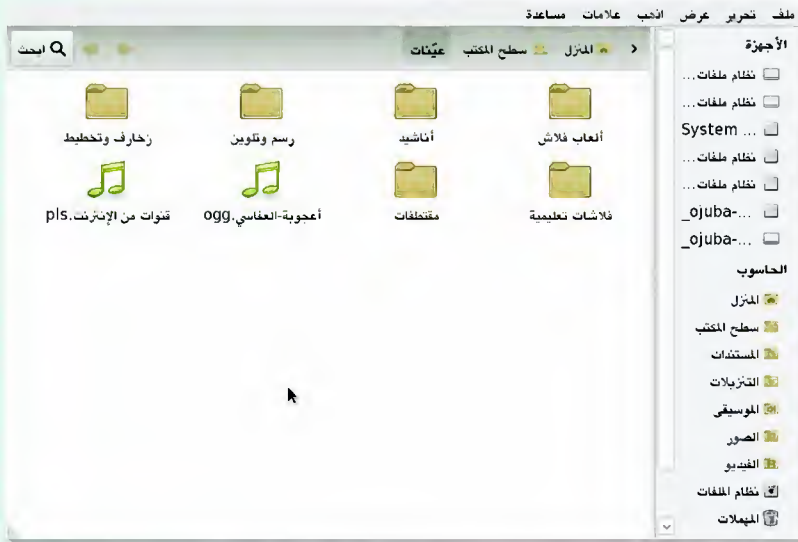 ملف تحرير عرض اذهب علامات مساعدة
المنزل سطح المكتب عيّنات
ابحث
ألعاب فلاش أناشيد رسم وتلوين زخارف وتخطيط
فلاشات تعليمية مقتطفات أعجوبة-العفاسي.ogg قنوات من الإنترنت.pls
الأجهزة
نظام ملفات...
نظام ملفات...
System ...
نظام ملفات...
نظام ملفات...
_ojuba-...
_ojuba-...
الحاسوب
المنزل
سطح المكتب
المستندات
التنزيلات
الموسيقى
الصور
الفيديو
نظام الملفات
المهملات